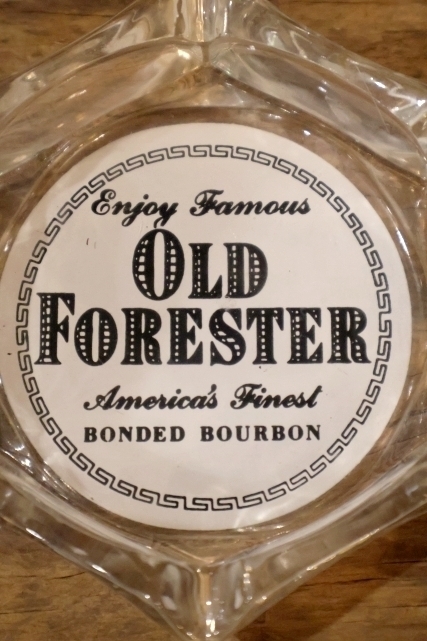 Enjoy Famous
OLD
FORESTER
America's Finest
BONDED BOURBON